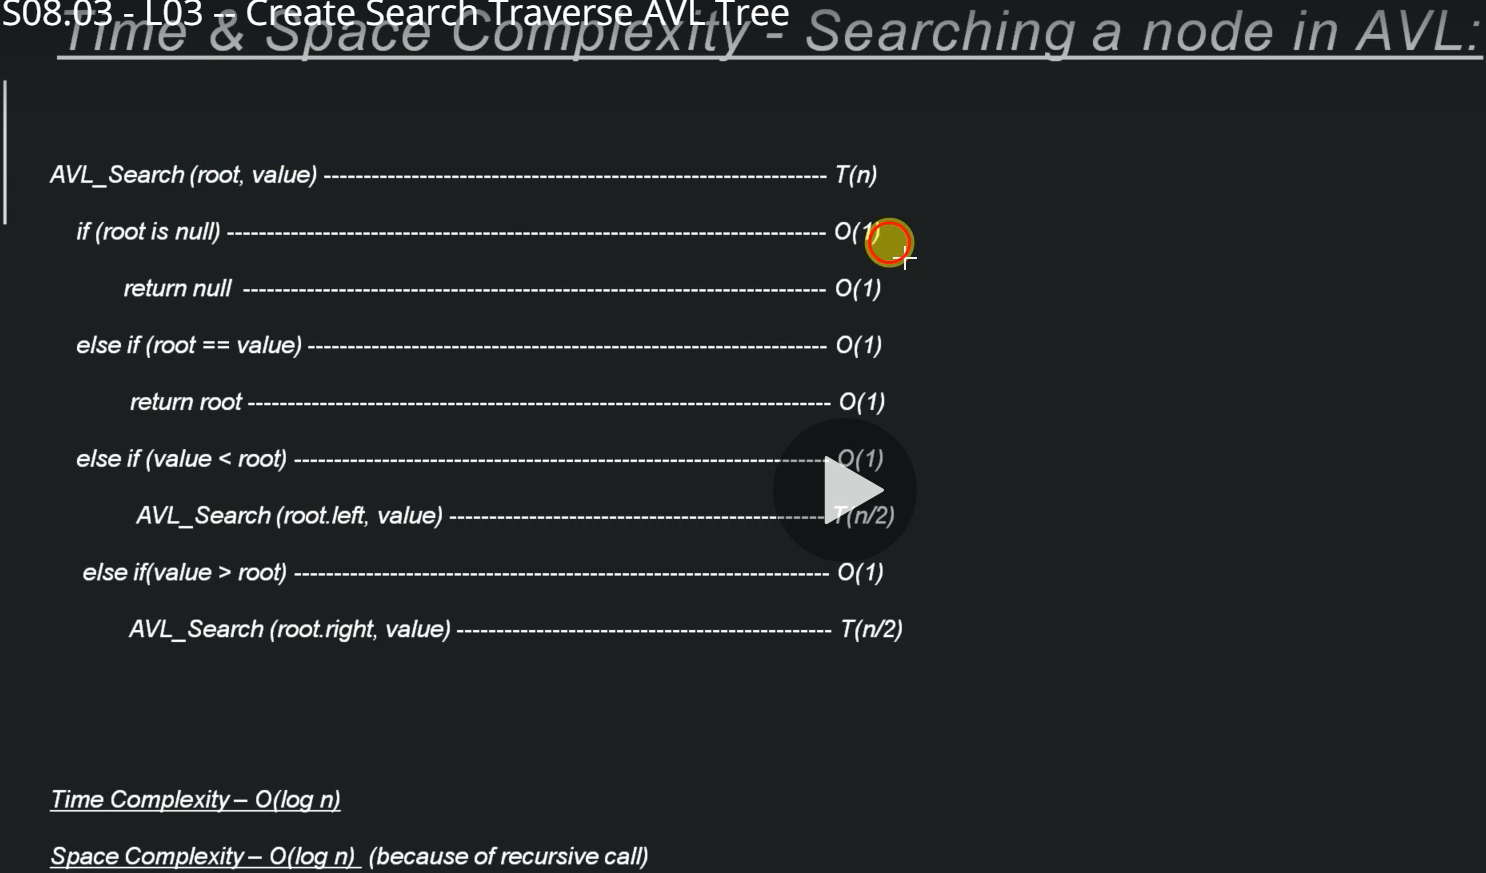 S08.03 - L03 -- Create Search Traverse AVL Tree
Time & Space Complexity - Searching a node in AVL:
AVL_Search (root, value) --------------------------------------------------------------- T(n)
if (root is null) --------------------------------------------------------------------------- O(1)
return null ------------------------------------------------------------------------- O(1)
else if (root == value) ----------------------------------------------------------------- O(1)
return root ------------------------------------------------------------------------- O(1)
else if (value < root) ------------------------------------------------------------------- O(1)
AVL_Search (root.left, value) ----------------------------------------------- T(n/2)
else if(value > root) ------------------------------------------------------------------- O(1)
AVL_Search (root.right, value) ----------------------------------------------- T(n/2)
Time Complexity – O(log n)
Space Complexity – O(log n) (because of recursive call)